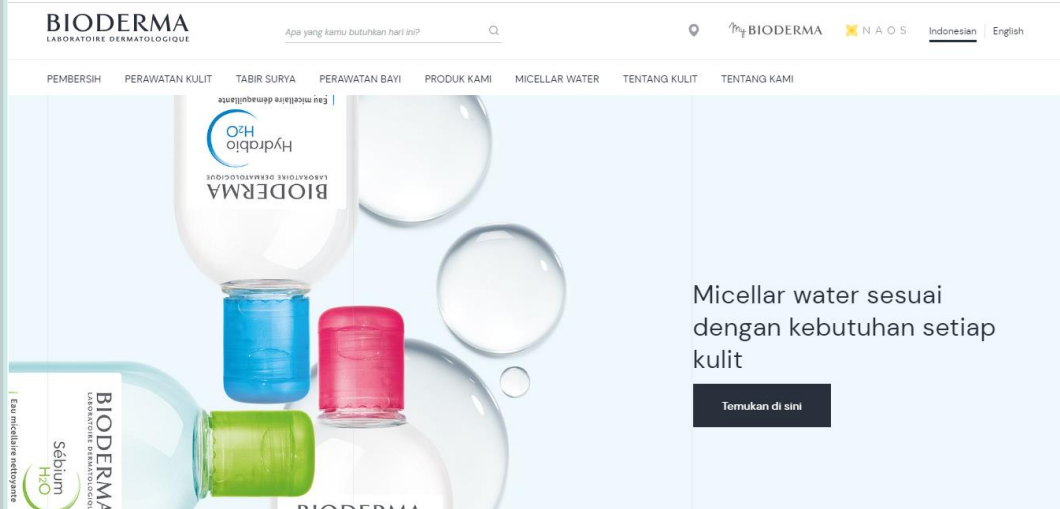 BIODERMA
LABORATOIRE DERMATOLOGIQUE
Apa yang kamu butuhkan hari ini?
My BIODERMA
NAOS
Indonesian
English
PEMBERSIH
PERAWATAN KULIT
TABIR SURYA
PERAWATAN BAYI
PRODUK KAMI
MICELLAR WATER
TENTANG KULIT
TENTANG KAMI
Eau micellaire démaquillante
H2O
Hydrabio
LABORATOIRE DERMATOLOGIQUE
BIODERMA
Micellar water sesuai
dengan kebutuhan setiap
kulit
Temukan di sini
BIODERMA
LABORATOIRE DERMATOLOGIQUE
Sébium
H2O
Eau micellaire nettoyante
BIODERMA